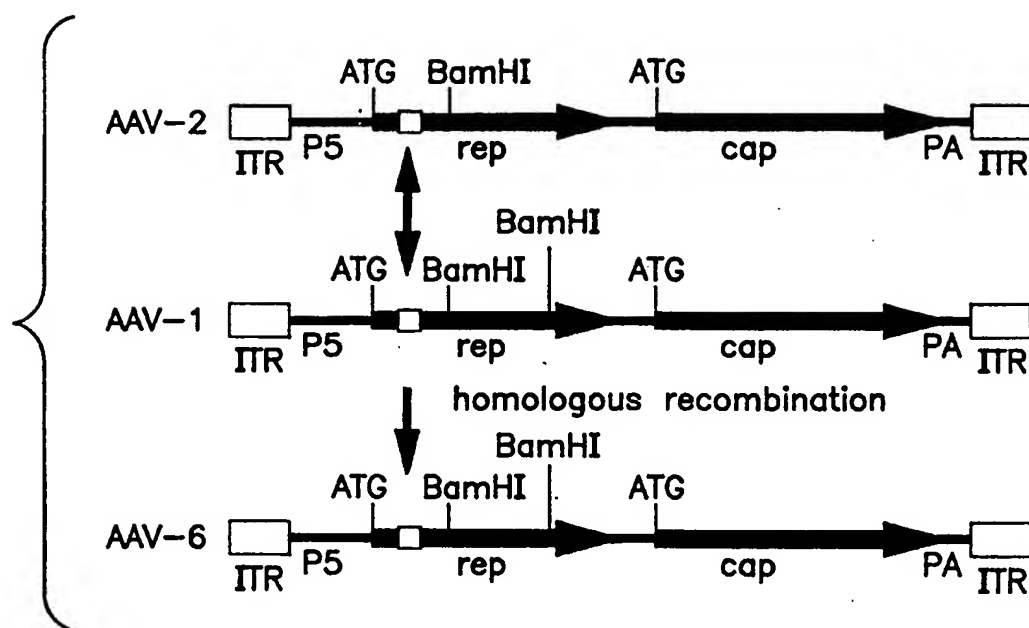 ATG BamHI ATG
AAV-2
ITR P5 rep cap PA ITR
BamHI
ATG BamHI ATG
AAV-1
ITR P5 rep cap PA ITR
homologous recombination
BamHI
ATG BamHI ATG
AAV-6
ITR P5 rep cap PA ITR